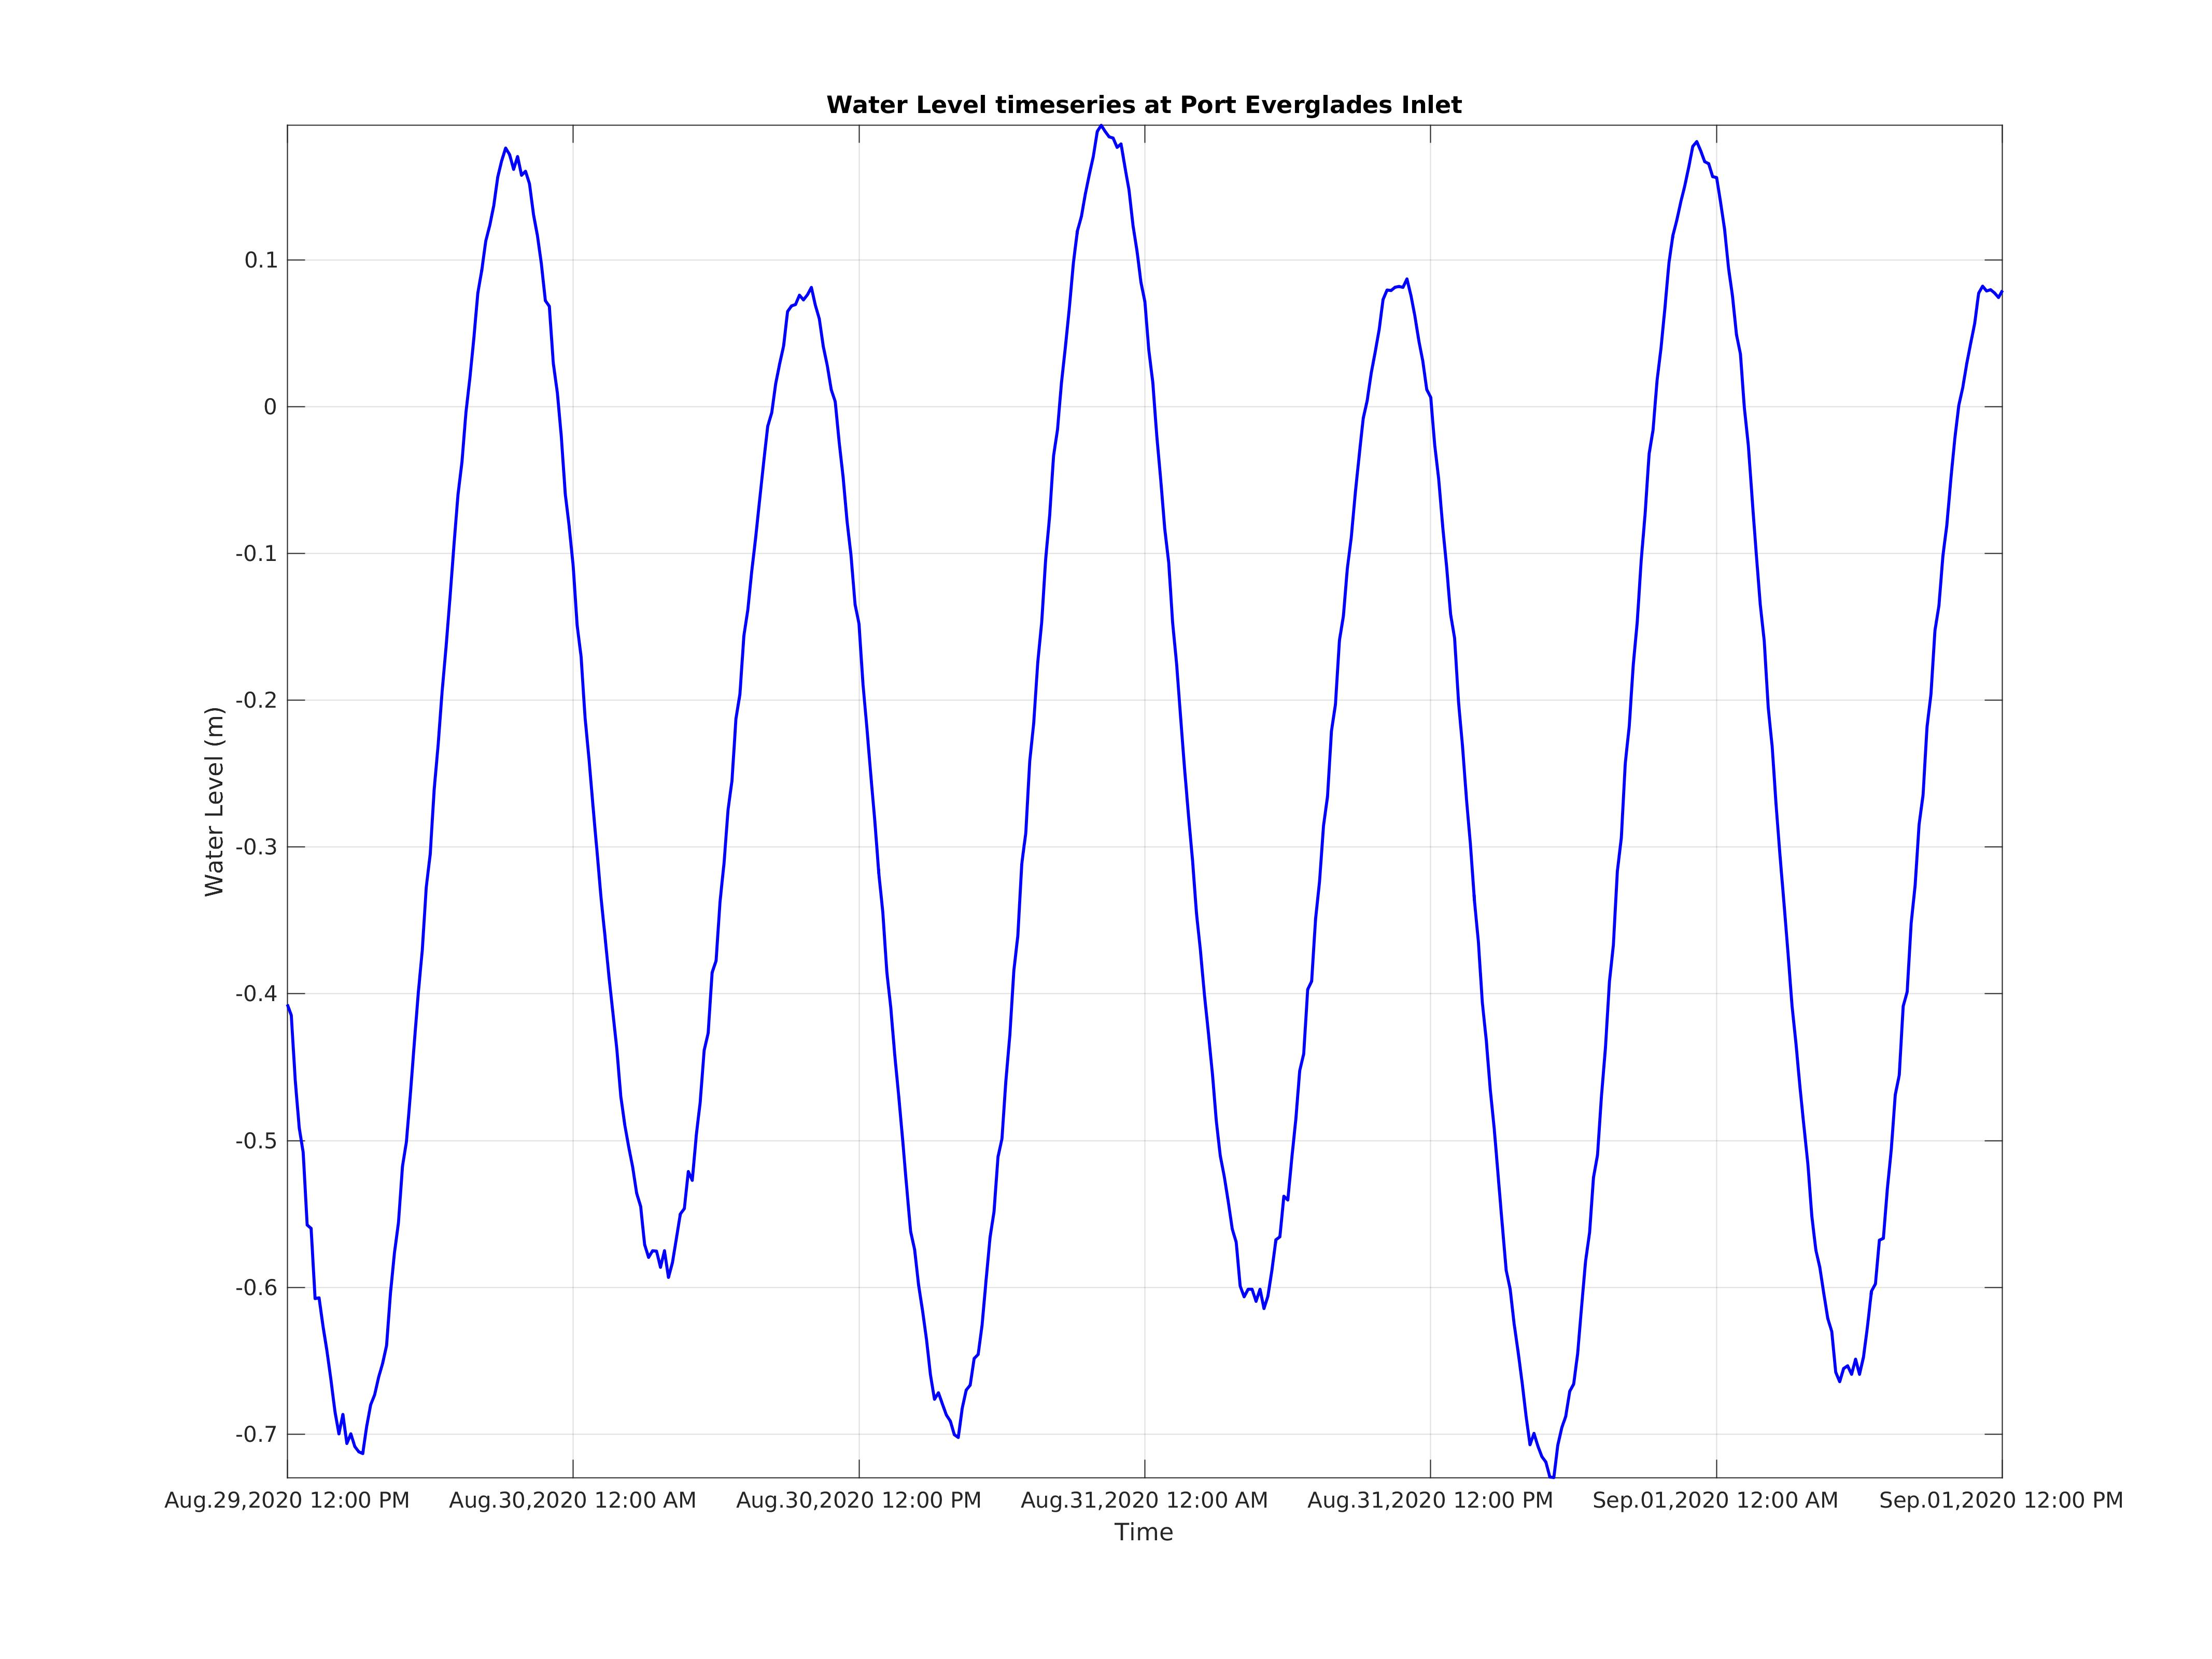 Water Level timeseries at Port Everglades Inlet
0.1
0
-0.1
-0.2
-0.3
-0.4
-0.5
-0.6
-0.7
Water Level (m)
Aug.29,2020 12:00 PM Aug.30,2020 12:00 AM Aug.30,2020 12:00 PM Aug.31,2020 12:00 AM Aug.31,2020 12:00 PM Sep.01,2020 12:00 AM Sep.01,2020 12:00 PM
Time